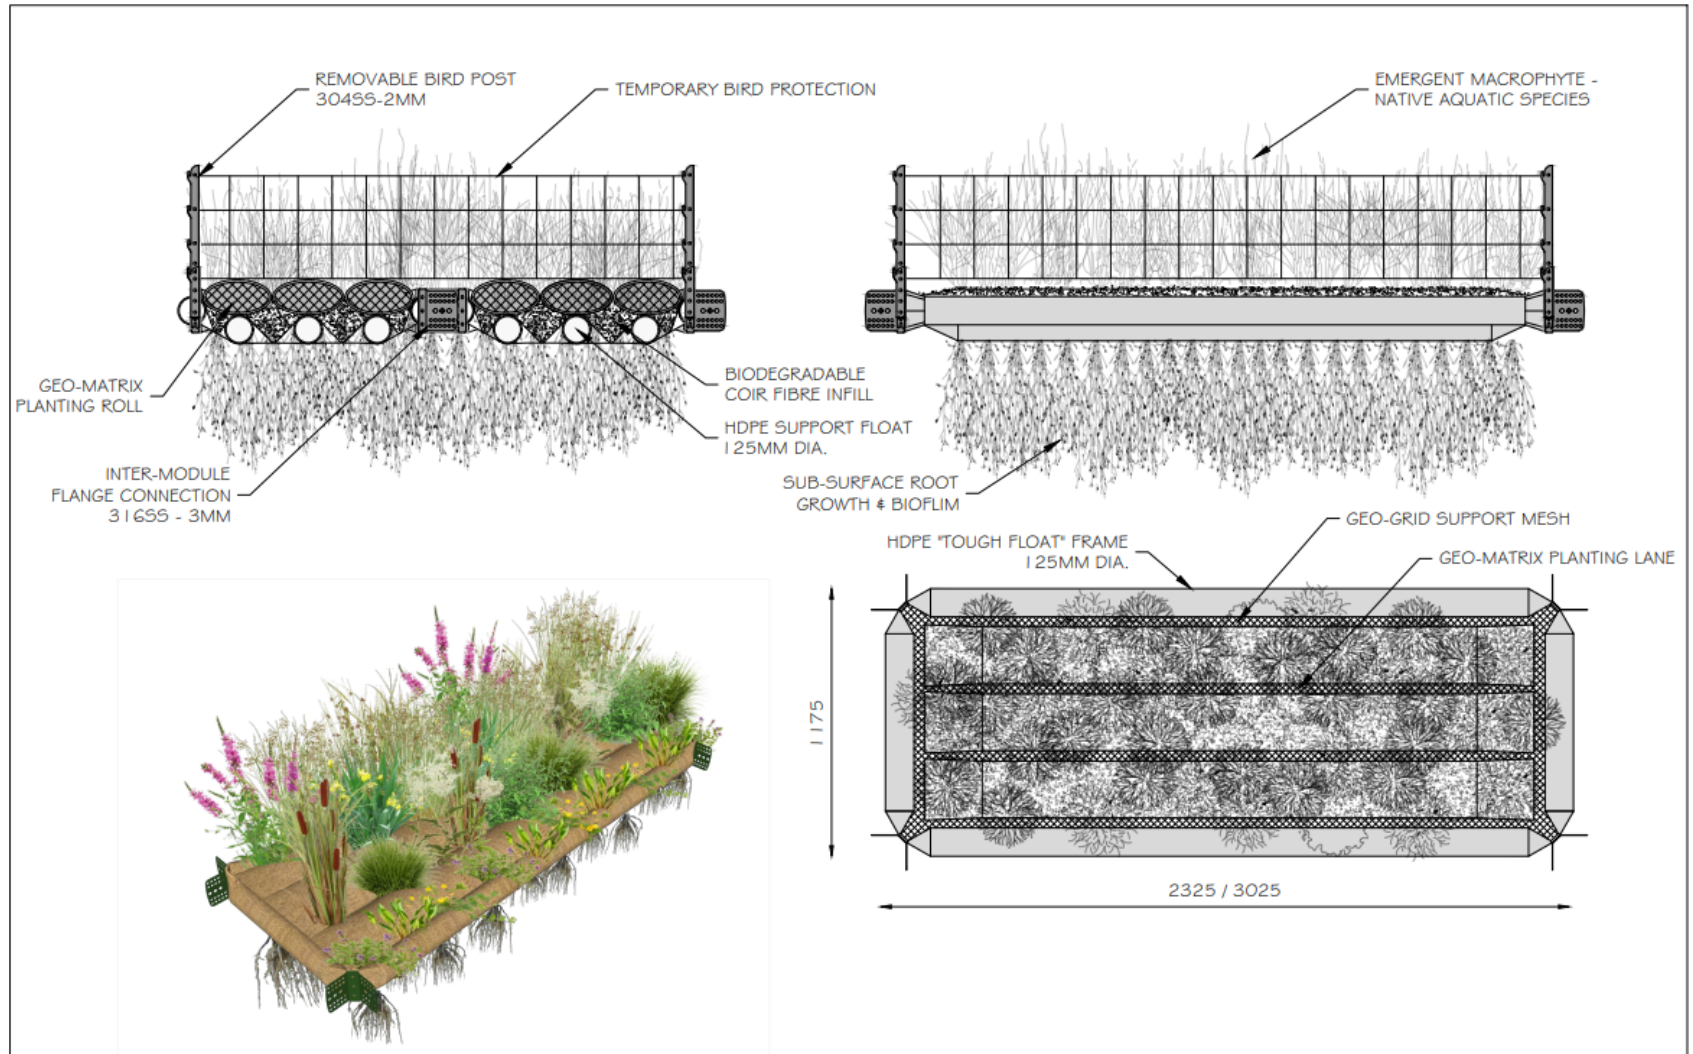 REMOVABLE BIRD POST
304SS-2MM
TEMPORARY BIRD PROTECTION
EMERGENT MACROPHYTE -
NATIVE AQUATIC SPECIES
GEO-MATRIX
PLANTING ROLL
BIODEGRADABLE
COIR FIBRE INFILL
HDPE SUPPORT FLOAT
125MM DIA.
INTER-MODULE
FLANGE CONNECTION
316SS - 3MM
SUB-SURFACE ROOT
GROWTH & BIOFLIM
GEO-GRID SUPPORT MESH
HDPE "TOUGH FLOAT" FRAME
125MM DIA.
GEO-MATRIX PLANTING LANE
1175
2325 / 3025